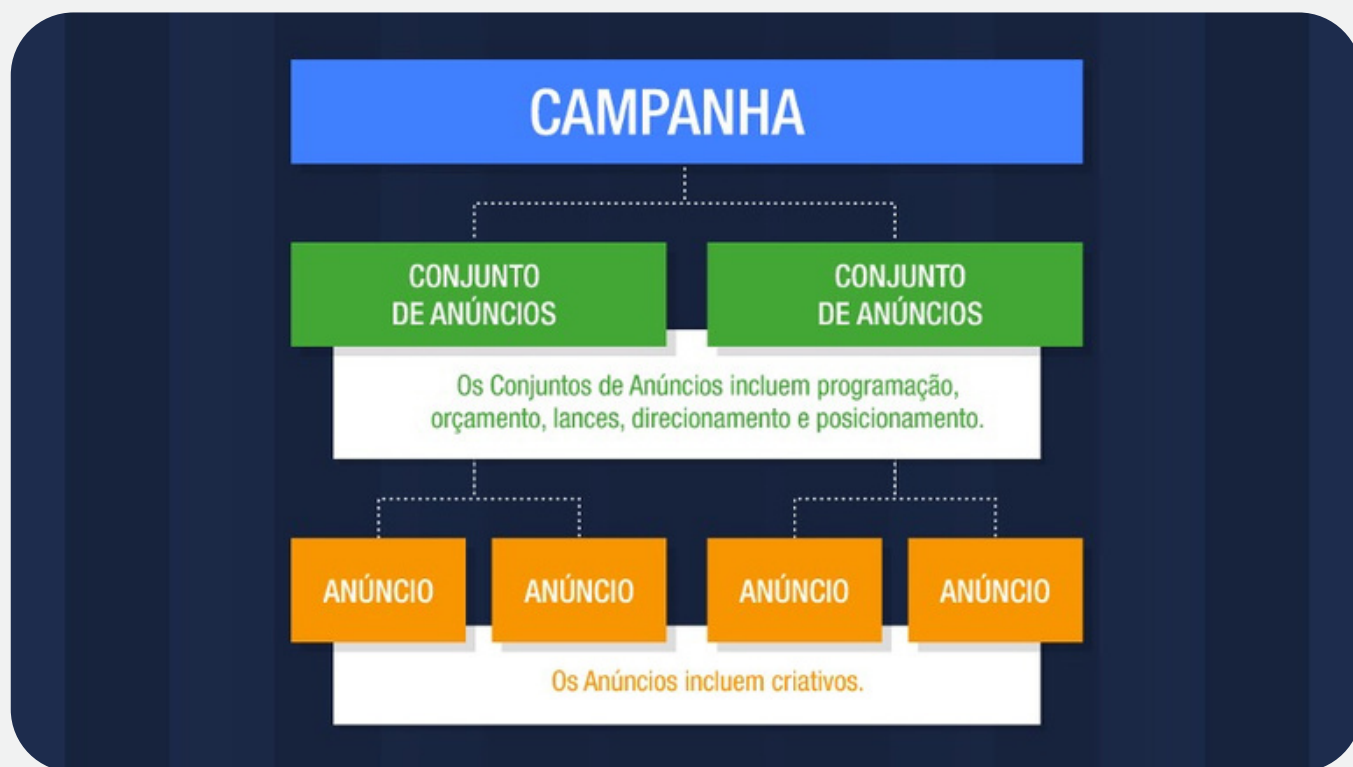 CAMPANHA
CONJUNTO
DE ANÚNCIOS
CONJUNTO
DE ANÚNCIOS
Os Conjuntos de Anúncios incluem programação,
orçamento, lances, direcionamento e posicionamento.
ANÚNCIO
ANÚNCIO
ANÚNCIO
ANÚNCIO
Os Anúncios incluem criativos.